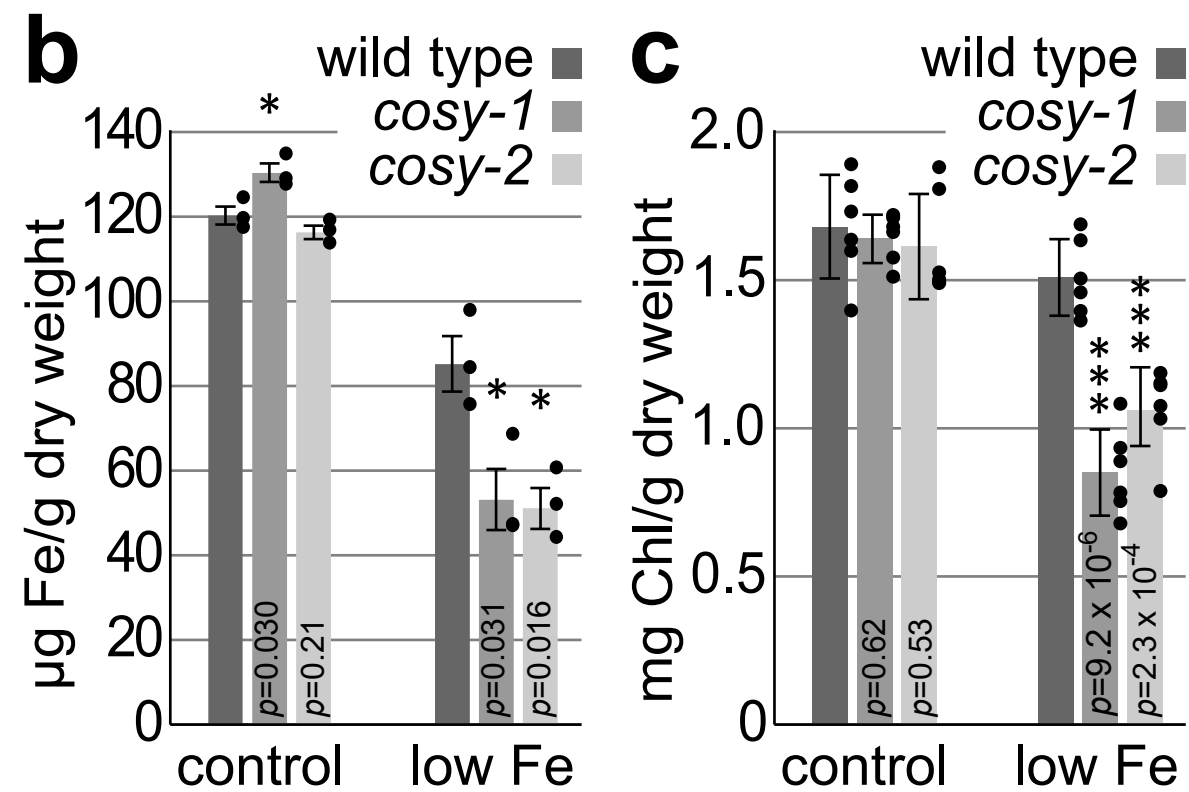 b
wild type
cosy-1
cosy-2
µg Fe/g dry weight
140
120
100
80
60
40
20
0
*
*
*
p=0.030
p=0.21
p=0.031
p=0.016
control
low Fe
c
wild type
cosy-1
cosy-2
mg Chl/g dry weight
2.0
1.5
1.0
0.5
0
***
***
p=0.62
p=0.53
p=9.2 x 10⁻⁶
p=2.3 x 10⁻⁴
control
low Fe